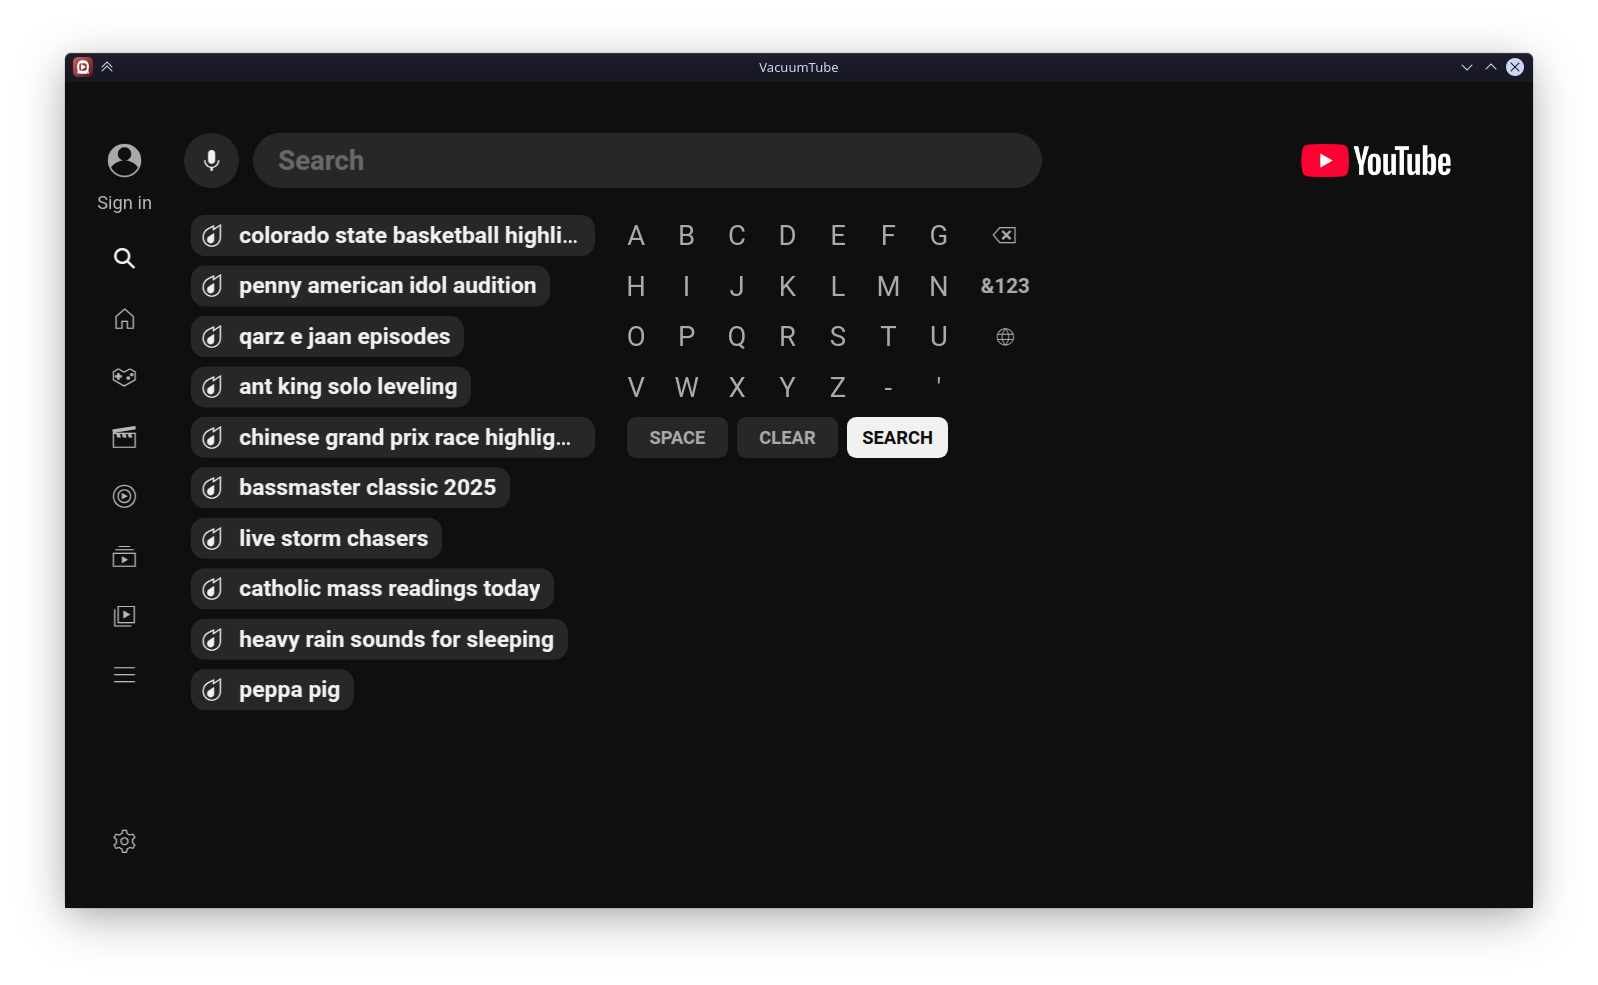 VacuumTube
Sign in
Search
YouTube
colorado state basketball highli...
penny american idol audition
qarz e jaan episodes
ant king solo leveling
chinese grand prix race highlig...
bassmaster classic 2025
live storm chasers
catholic mass readings today
heavy rain sounds for sleeping
peppa pig
A B C D E F G
H I J K L M N &123
O P Q R S T U
V W X Y Z - '
SPACE CLEAR SEARCH